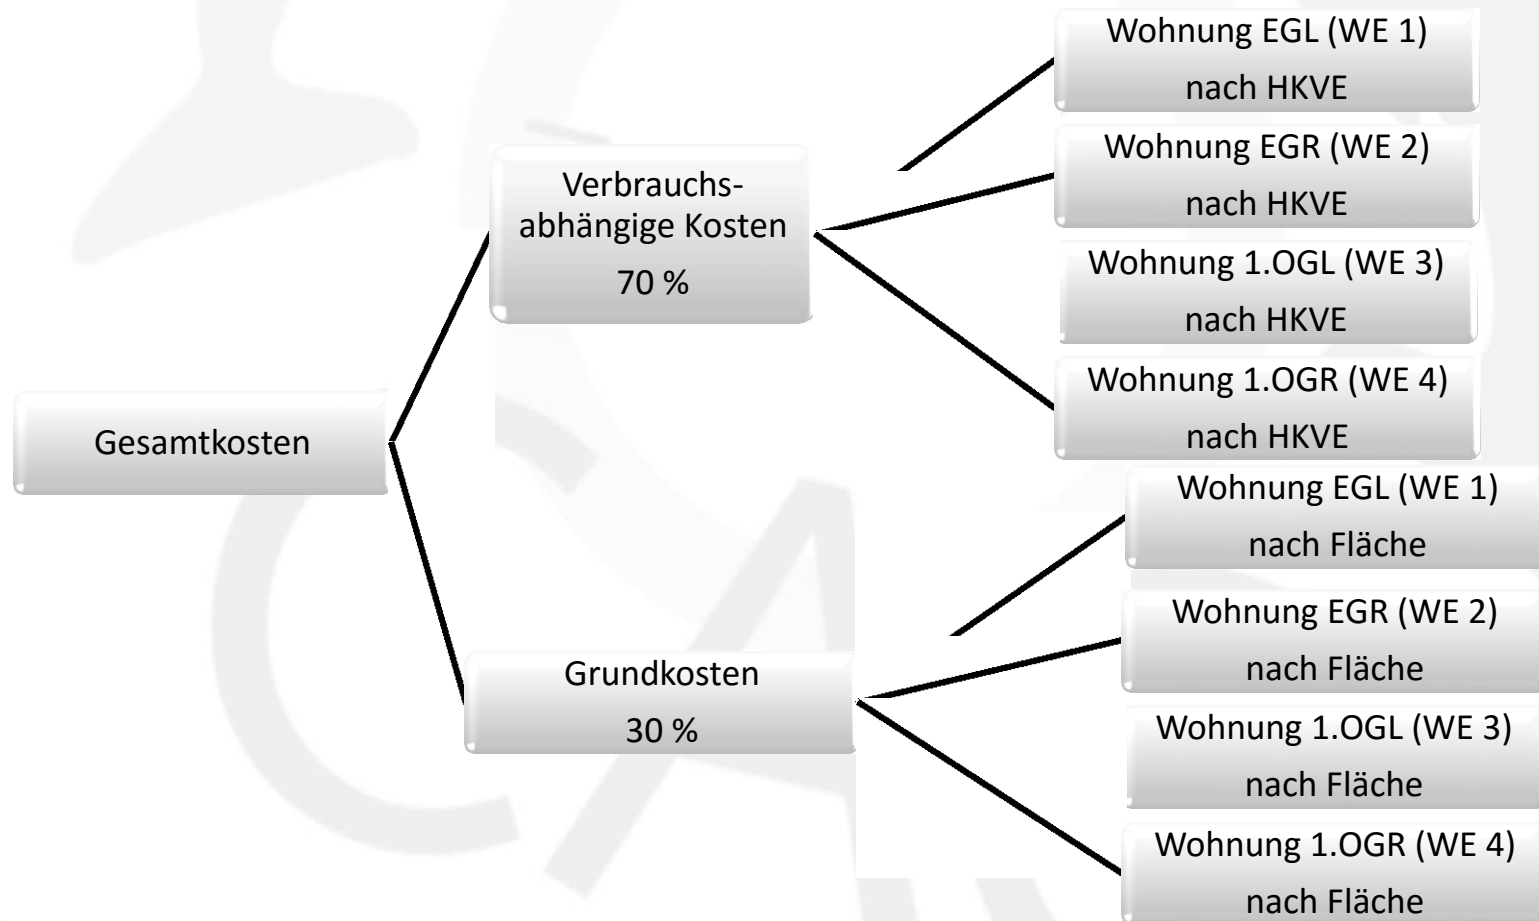 Gesamtkosten
Verbrauchs-
abhängige Kosten
70 %
Grundkosten
30 %
Wohnung EGL (WE 1)
nach HKVE
Wohnung EGR (WE 2)
nach HKVE
Wohnung 1.OGL (WE 3)
nach HKVE
Wohnung 1.OGR (WE 4)
nach HKVE
Wohnung EGL (WE 1)
nach Fläche
Wohnung EGR (WE 2)
nach Fläche
Wohnung 1.OGL (WE 3)
nach Fläche
Wohnung 1.OGR (WE 4)
nach Fläche